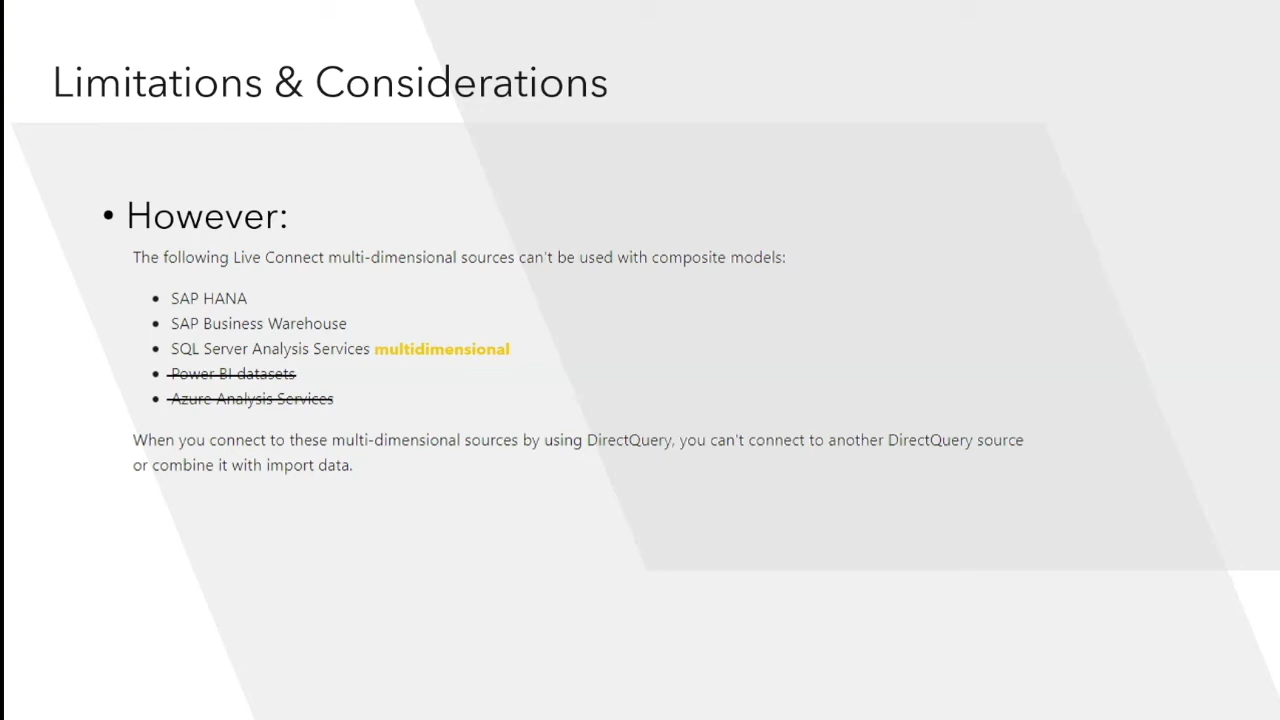 Limitations & Considerations
• However:
The following Live Connect multi-dimensional sources can't be used with composite models:
• SAP HANA
• SAP Business Warehouse
• SQL Server Analysis Services multidimensional
• Power BI datasets
• Azure Analysis Services
When you connect to these multi-dimensional sources by using DirectQuery, you can't connect to another DirectQuery source
or combine it with import data.